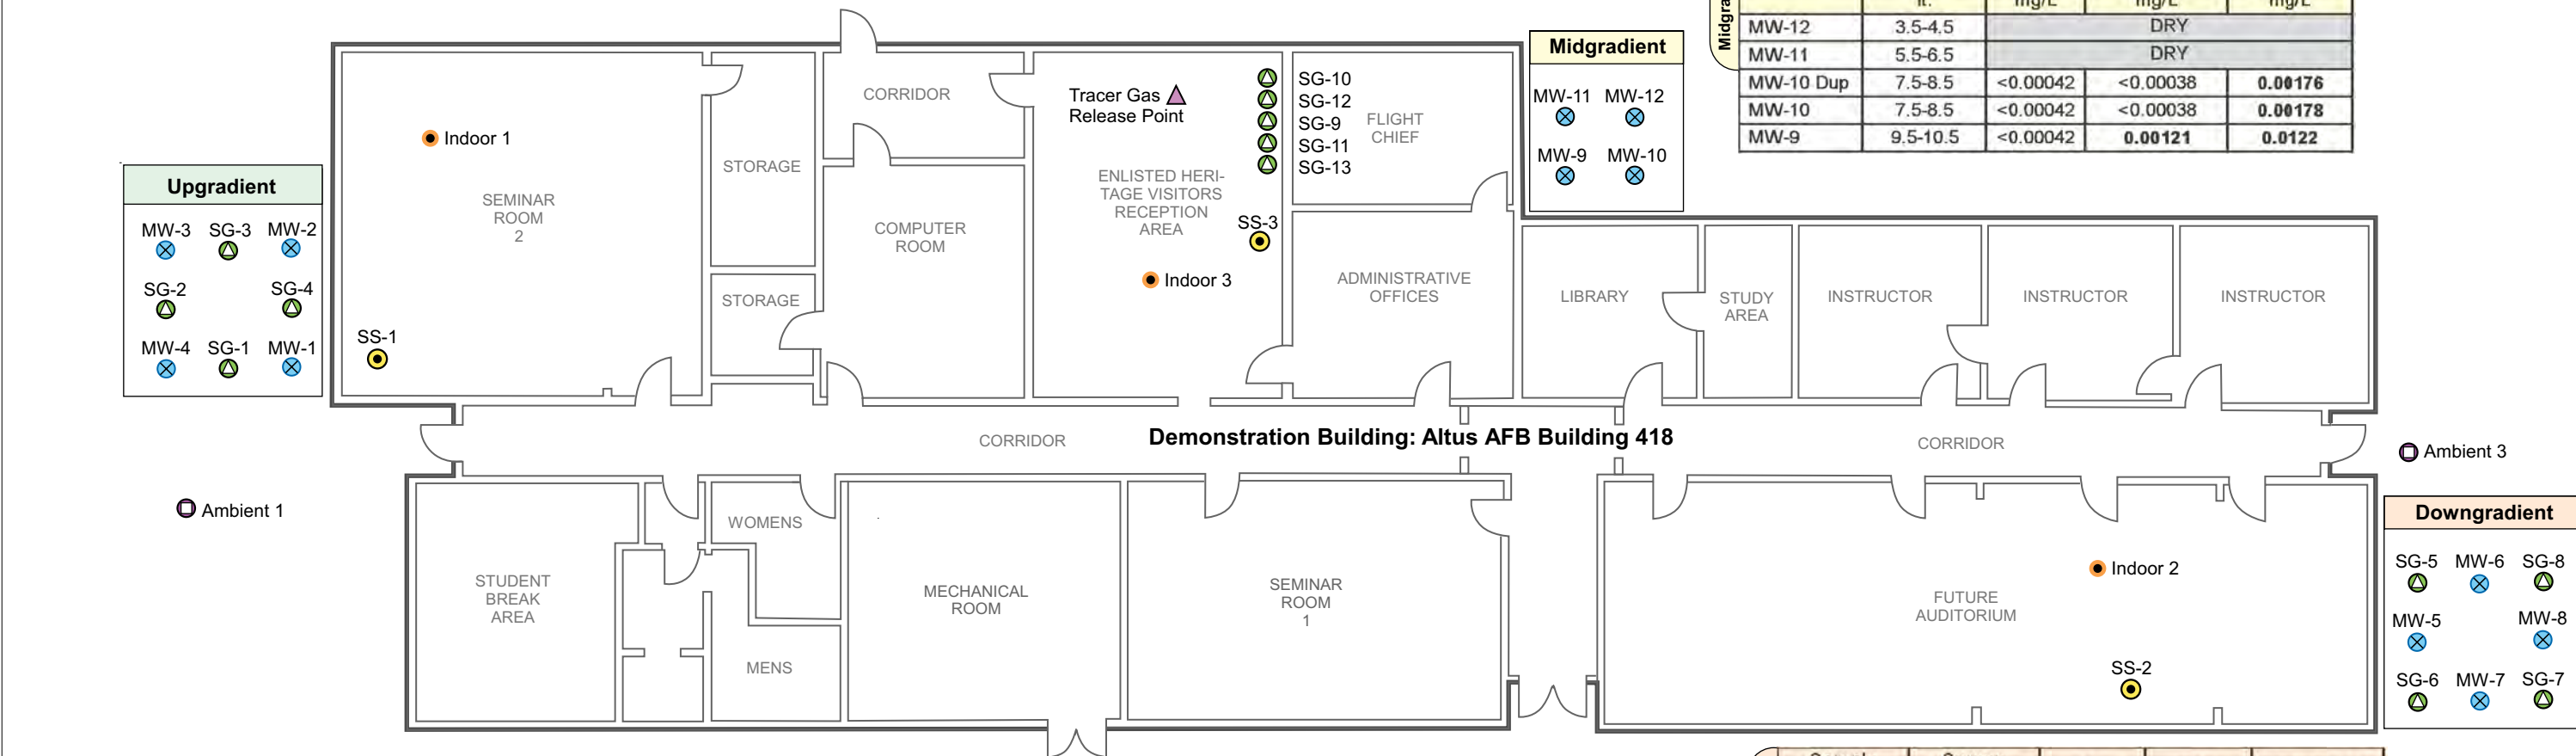 Midgra
ft.
mg/L
mg/L
mg/L
MW-12
3.5-4.5
DRY
MW-11
5.5-6.5
DRY
MW-10 Dup
7.5-8.5
<0.00042
<0.00038
0.00176
MW-10
7.5-8.5
<0.00042
<0.00038
0.00178
MW-9
9.5-10.5
<0.00042
0.00121
0.0122
Midgradient
MW-11
MW-12
MW-9
MW-10
Upgradient
MW-3
SG-3
MW-2
SG-2
SG-4
MW-4
SG-1
MW-1
Indoor 1
SEMINAR
ROOM
2
SS-1
STORAGE
STORAGE
CORRIDOR
COMPUTER
ROOM
Tracer Gas
Release Point
ENLISTED HERI-
TAGE VISITORS
RECEPTION
AREA
SS-3
Indoor 3
SG-10
SG-12
SG-9
SG-11
SG-13
FLIGHT
CHIEF
ADMINISTRATIVE
OFFICES
LIBRARY
STUDY
AREA
INSTRUCTOR
INSTRUCTOR
INSTRUCTOR
CORRIDOR
Demonstration Building: Altus AFB Building 418
CORRIDOR
Ambient 3
Ambient 1
STUDENT
BREAK
AREA
WOMENS
MENS
MECHANICAL
ROOM
SEMINAR
ROOM
1
Indoor 2
FUTURE
AUDITORIUM
SS-2
Downgradient
SG-5
MW-6
SG-8
MW-5
MW-8
SG-6
MW-7
SG-7